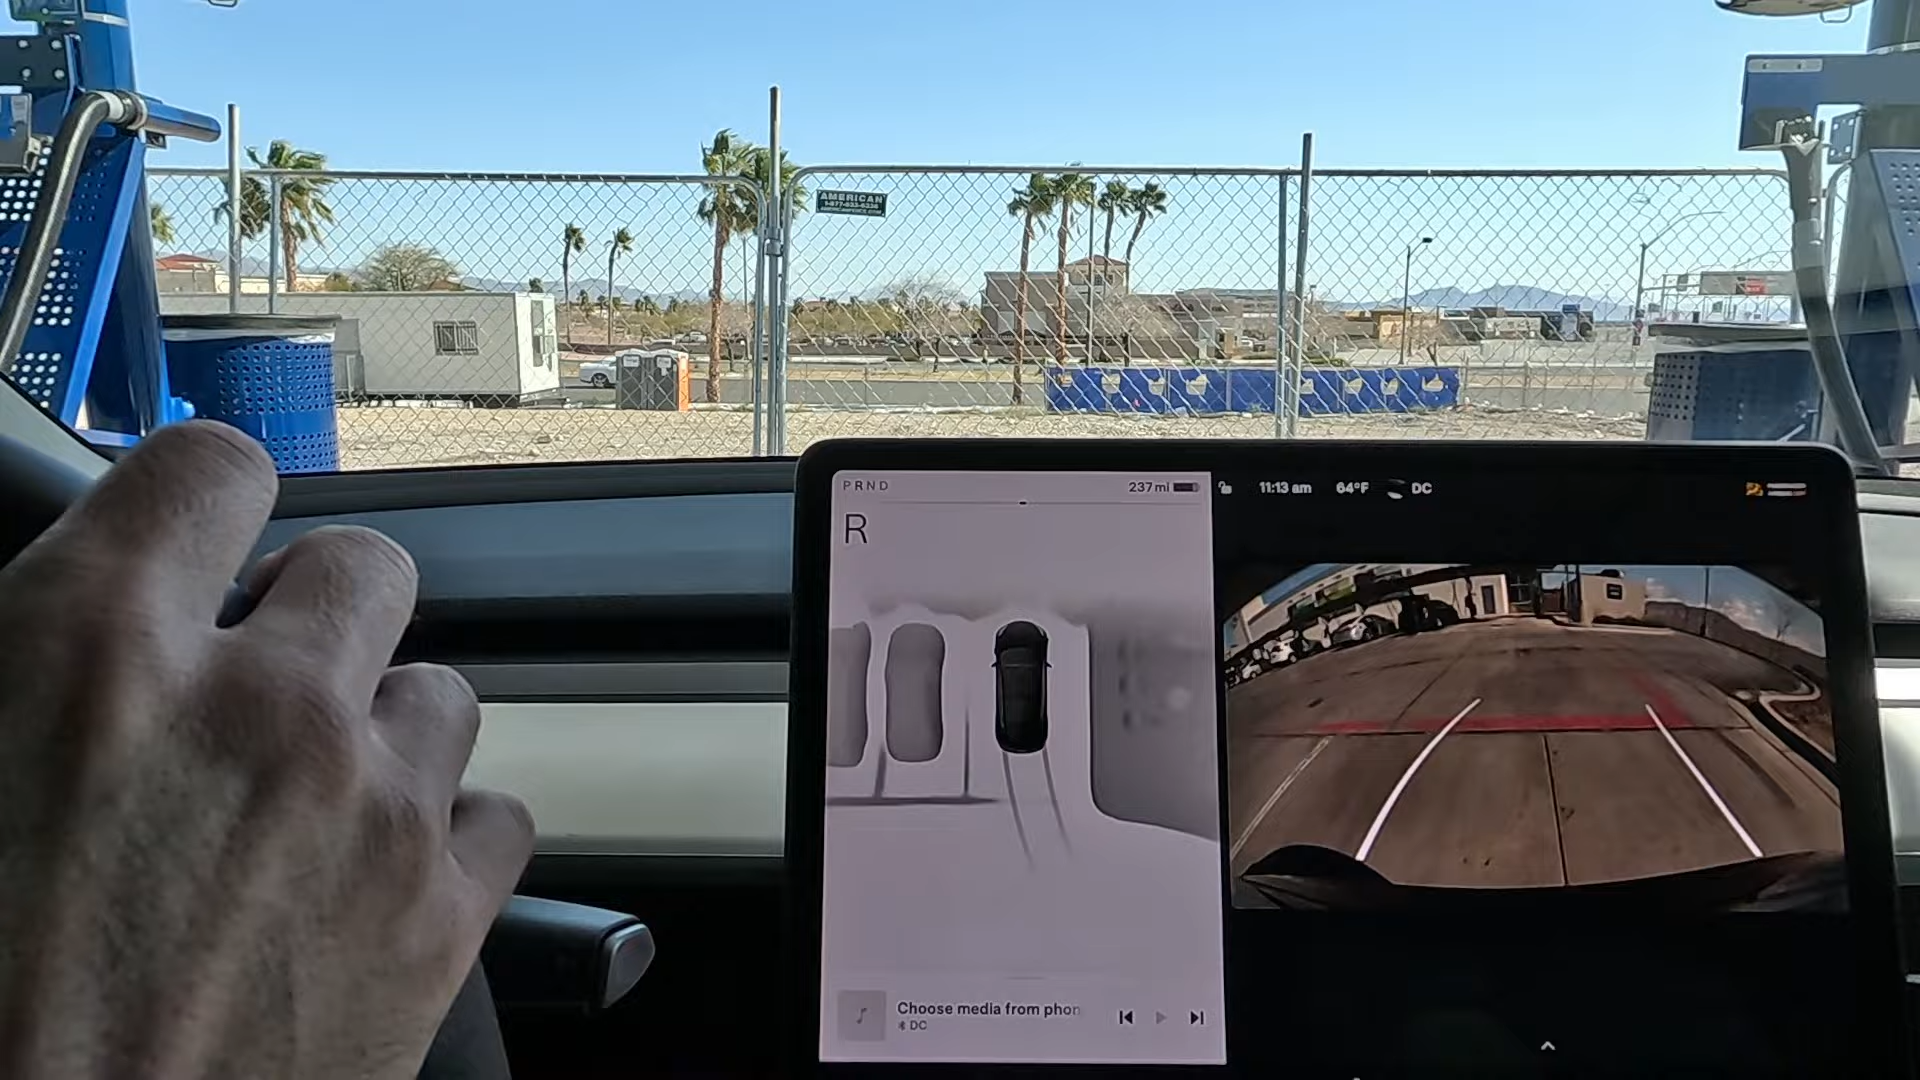 AMERICAN
PRND
237 mi
11:13 am
64°F
DC
R
Choose media from phon
DC